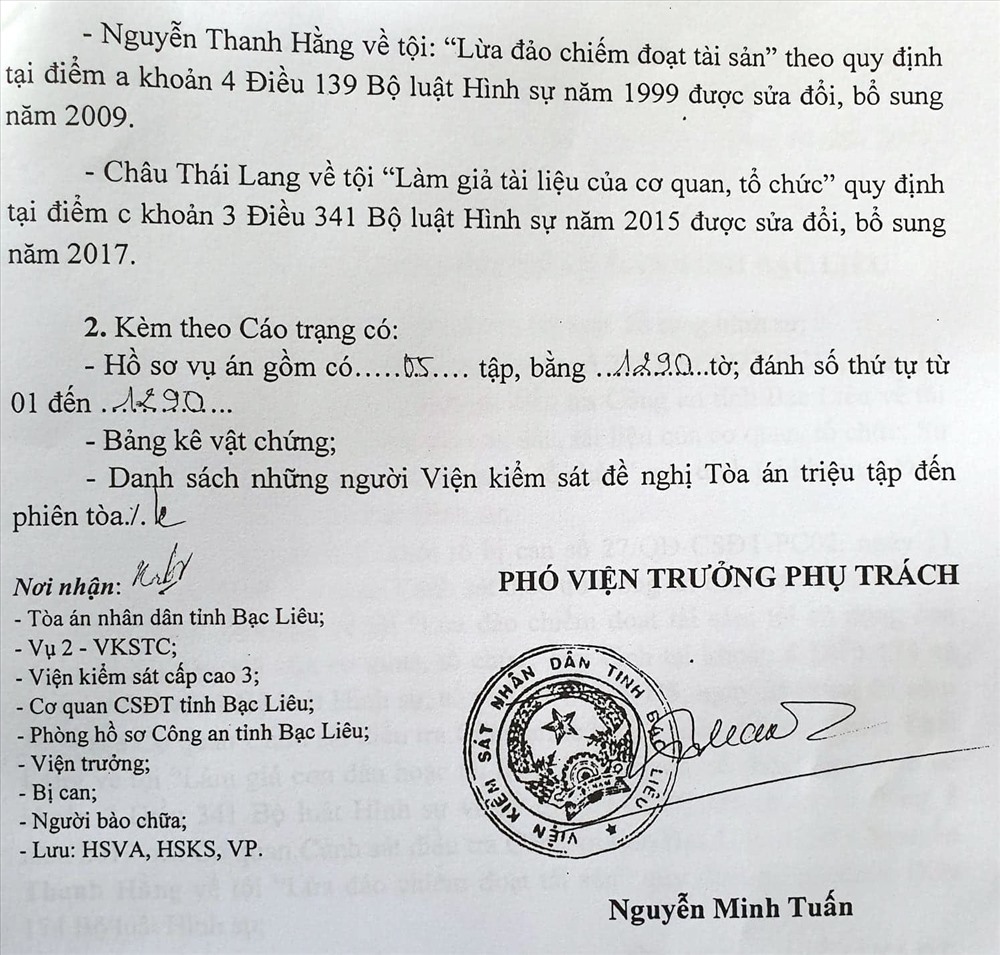 - Nguyễn Thanh Hằng về tội: “Lừa đảo chiếm đoạt tài sản” theo quy định
tại điểm a khoản 4 Điều 139 Bộ luật Hình sự năm 1999 được sửa đổi, bổ sung
năm 2009.
- Châu Thái Lang về tội “Làm giả tài liệu của cơ quan, tổ chức” quy định
tại điểm c khoản 3 Điều 341 Bộ luật Hình sự năm 2015 được sửa đổi, bổ sung
năm 2017.
2. Kèm theo Cáo trạng có:
- Hồ sơ vụ án gồm có.....05.... tập, bằng ..1290...tờ; đánh số thứ tự từ
01 đến ..1290....
- Bảng kê vật chứng;
- Danh sách những người Viện kiểm sát đề nghị Tòa án triệu tập đến
phiên tòa./.
Nơi nhận:
- Tòa án nhân dân tỉnh Bạc Liêu;
- Vụ 2 - VKSTC;
- Viện kiểm sát cấp cao 3;
- Cơ quan CSĐT tỉnh Bạc Liêu;
- Phòng hồ sơ Công an tỉnh Bạc Liêu;
- Viện trưởng;
- Bị can;
- Người bào chữa;
- Lưu: HSVA, HSKS, VP.
PHÓ VIỆN TRƯỞNG PHỤ TRÁCH
VIỆN KIỂM SÁT NHÂN DÂN TỈNH BẠC LIÊU
Nguyễn Minh Tuấn